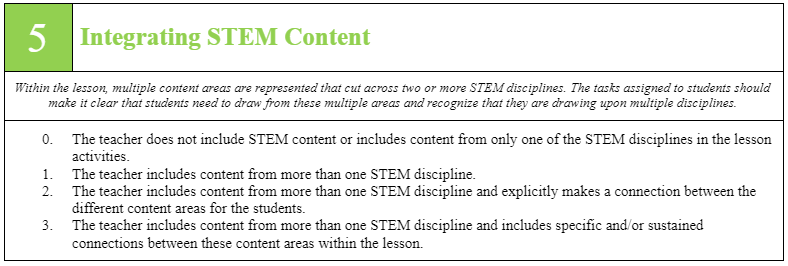 5
Integrating STEM Content
Within the lesson, multiple content areas are represented that cut across two or more STEM disciplines. The tasks assigned to students should
make it clear that students need to draw from these multiple areas and recognize that they are drawing upon multiple disciplines.
0. The teacher does not include STEM content or includes content from only one of the STEM disciplines in the lesson
activities.
1. The teacher includes content from more than one STEM discipline.
2. The teacher includes content from more than one STEM discipline and explicitly makes a connection between the
different content areas for the students.
3. The teacher includes content from more than one STEM discipline and includes specific and/or sustained
connections between these content areas within the lesson.